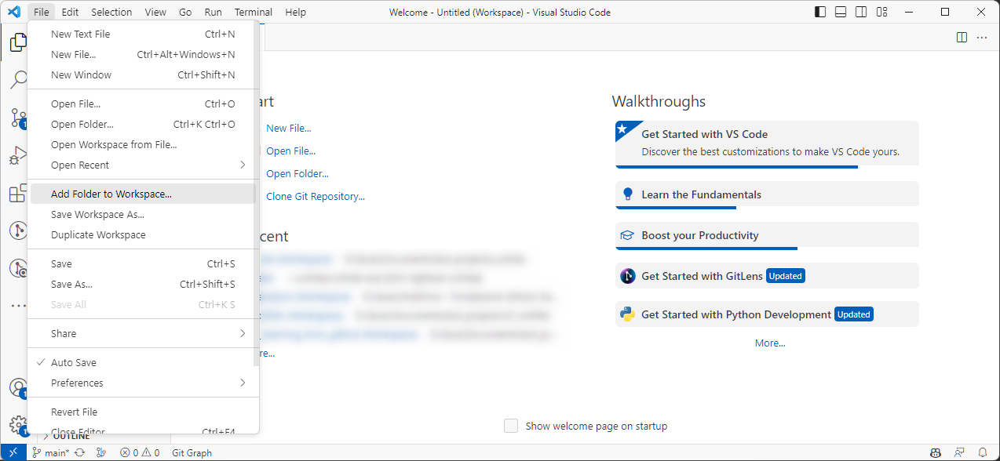 File Edit Selection View Go Run Terminal Help
Welcome - Untitled (Workspace) - Visual Studio Code
New Text File Ctrl+N
New File... Ctrl+Alt+Windows+N
New Window Ctrl+Shift+N
Open File... Ctrl+O
Open Folder... Ctrl+K Ctrl+O
Open Workspace from File...
Open Recent
Add Folder to Workspace...
Save Workspace As...
Duplicate Workspace
Save Ctrl+S
Save As... Ctrl+Shift+S
Save All Ctrl+K S
Share
Auto Save
Preferences
Revert File
Close Editor Ctrl+F4
OUTLINE
art
New File...
Open File...
Open Folder...
Clone Git Repository...
cent
re...
Walkthroughs
Get Started with VS Code
Discover the best customizations to make VS Code yours.
Learn the Fundamentals
Boost your Productivity
Get Started with GitLens Updated
Get Started with Python Development Updated
More...
Show welcome page on startup
1
1
1
main* 0 0 Git Graph